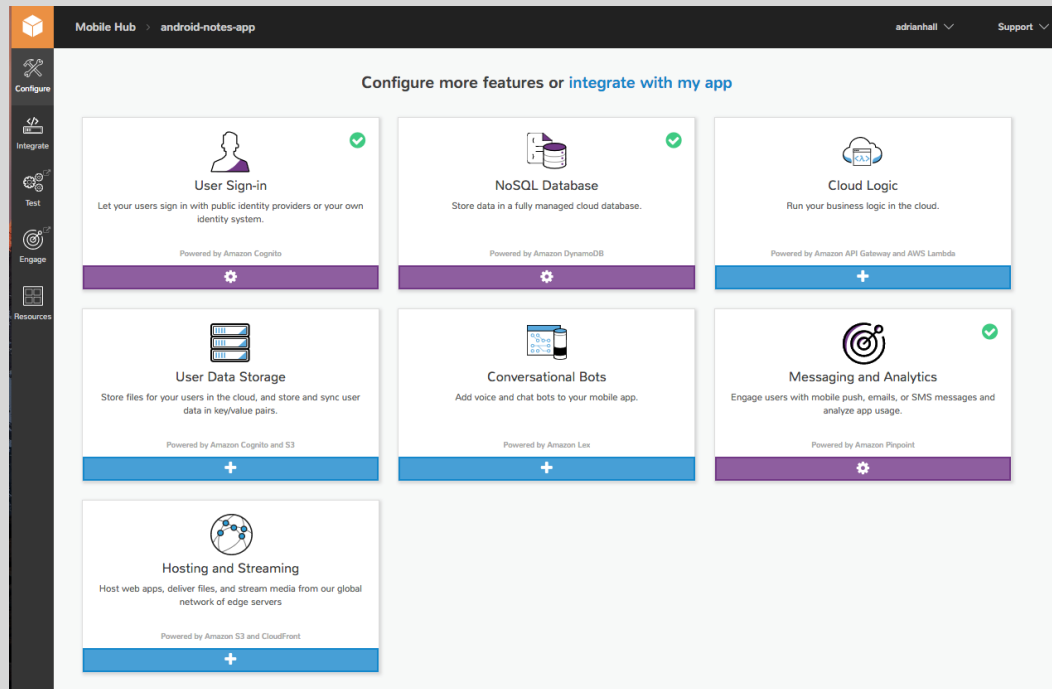 Mobile Hub > android-notes-app
adrianhall
Support
Configure
Integrate
Test
Engage
Resources
Configure more features or integrate with my app
User Sign-in
Let your users sign in with public identity providers or your own
identity system.
Powered by Amazon Cognito
NoSQL Database
Store data in a fully managed cloud database.
Powered by Amazon DynamoDB
Cloud Logic
Run your business logic in the cloud.
Powered by Amazon API Gateway and AWS Lambda
User Data Storage
Store files for your users in the cloud, and store and sync user
data in key/value pairs.
Powered by Amazon Cognito and S3
Conversational Bots
Add voice and chat bots to your mobile app.
Powered by Amazon Lex
Messaging and Analytics
Engage users with mobile push, emails, or SMS messages and
analyze app usage.
Powered by Amazon Pinpoint
Hosting and Streaming
Host web apps, deliver files, and stream media from our global
network of edge servers
Powered by Amazon S3 and CloudFront